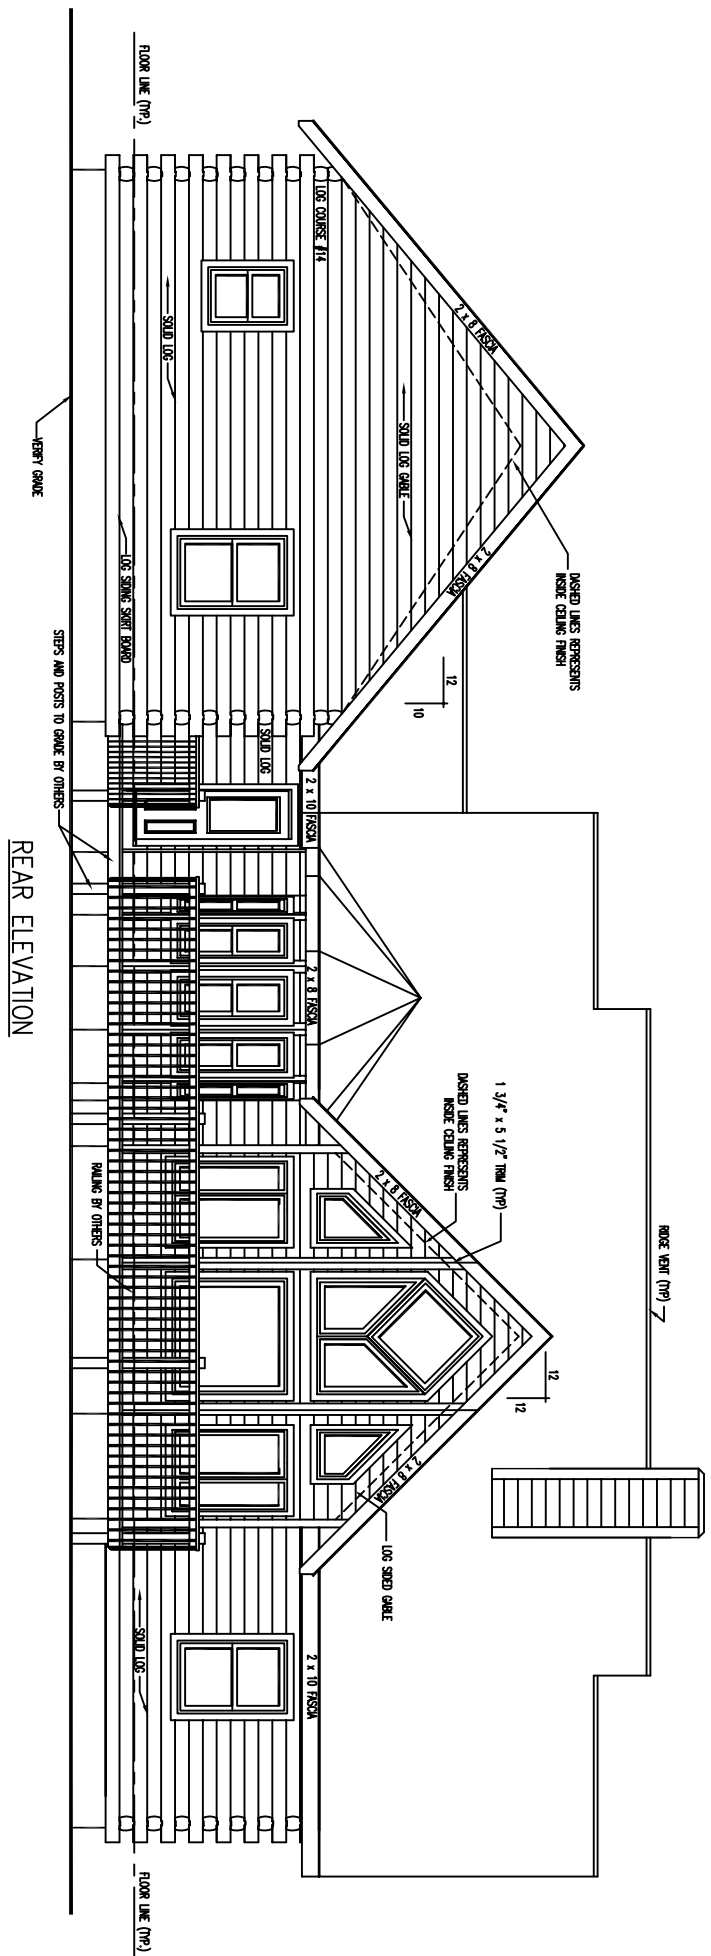 RIDGE VENT (TYP)
1 3/4" x 5 1/2" TRIM (TYP)
DASHED LINES REPRESENTS
INSIDE CEILING FINISH
DASHED LINES REPRESENTS
INSIDE CEILING FINISH
2 x 8 FASCIA
2 x 8 FASCIA
12
10
12
12
2 x 8 FASCIA
2 x 8 FASCIA
SOLID LOG GABLE
LOG SIDED GABLE
LOG COURSE #14
2 x 10 FASCIA
2 x 8 FASCIA
2 x 10 FASCIA
SOLID LOG
SOLID LOG
SOLID LOG
FLOOR LINE (TYP.)
FLOOR LINE (TYP.)
LOG SIDING SKIRT BOARD
RAILING BY OTHERS
STEPS AND POSTS TO GRADE BY OTHERS
VERIFY GRADE
REAR ELEVATION